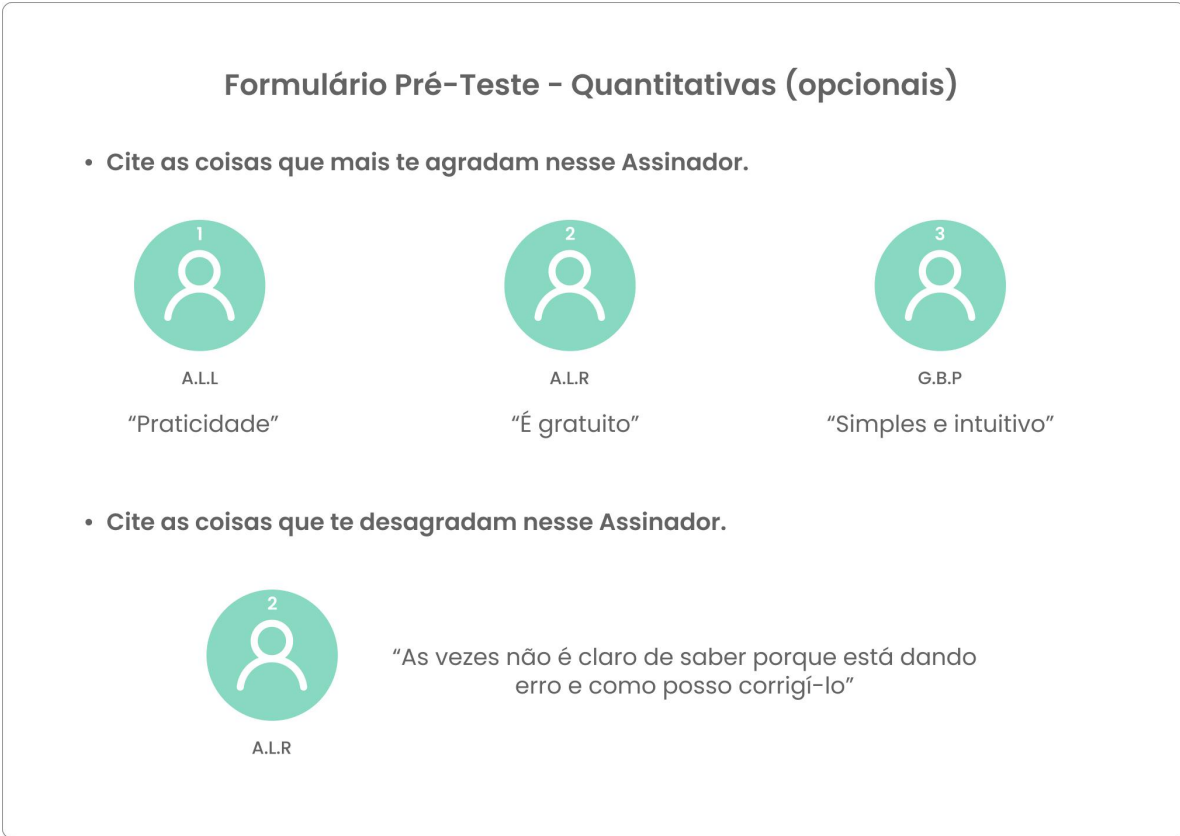 Formulário Pré-Teste - Quantitativas (opcionais)
• Cite as coisas que mais te agradam nesse Assinador.
1
2
3
A.L.L
A.L.R
G.B.P
“Praticidade”
“É gratuito”
“Simples e intuitivo”
• Cite as coisas que te desagradam nesse Assinador.
2
“As vezes não é claro de saber porque está dando
erro e como posso corrigí-lo”
A.L.R